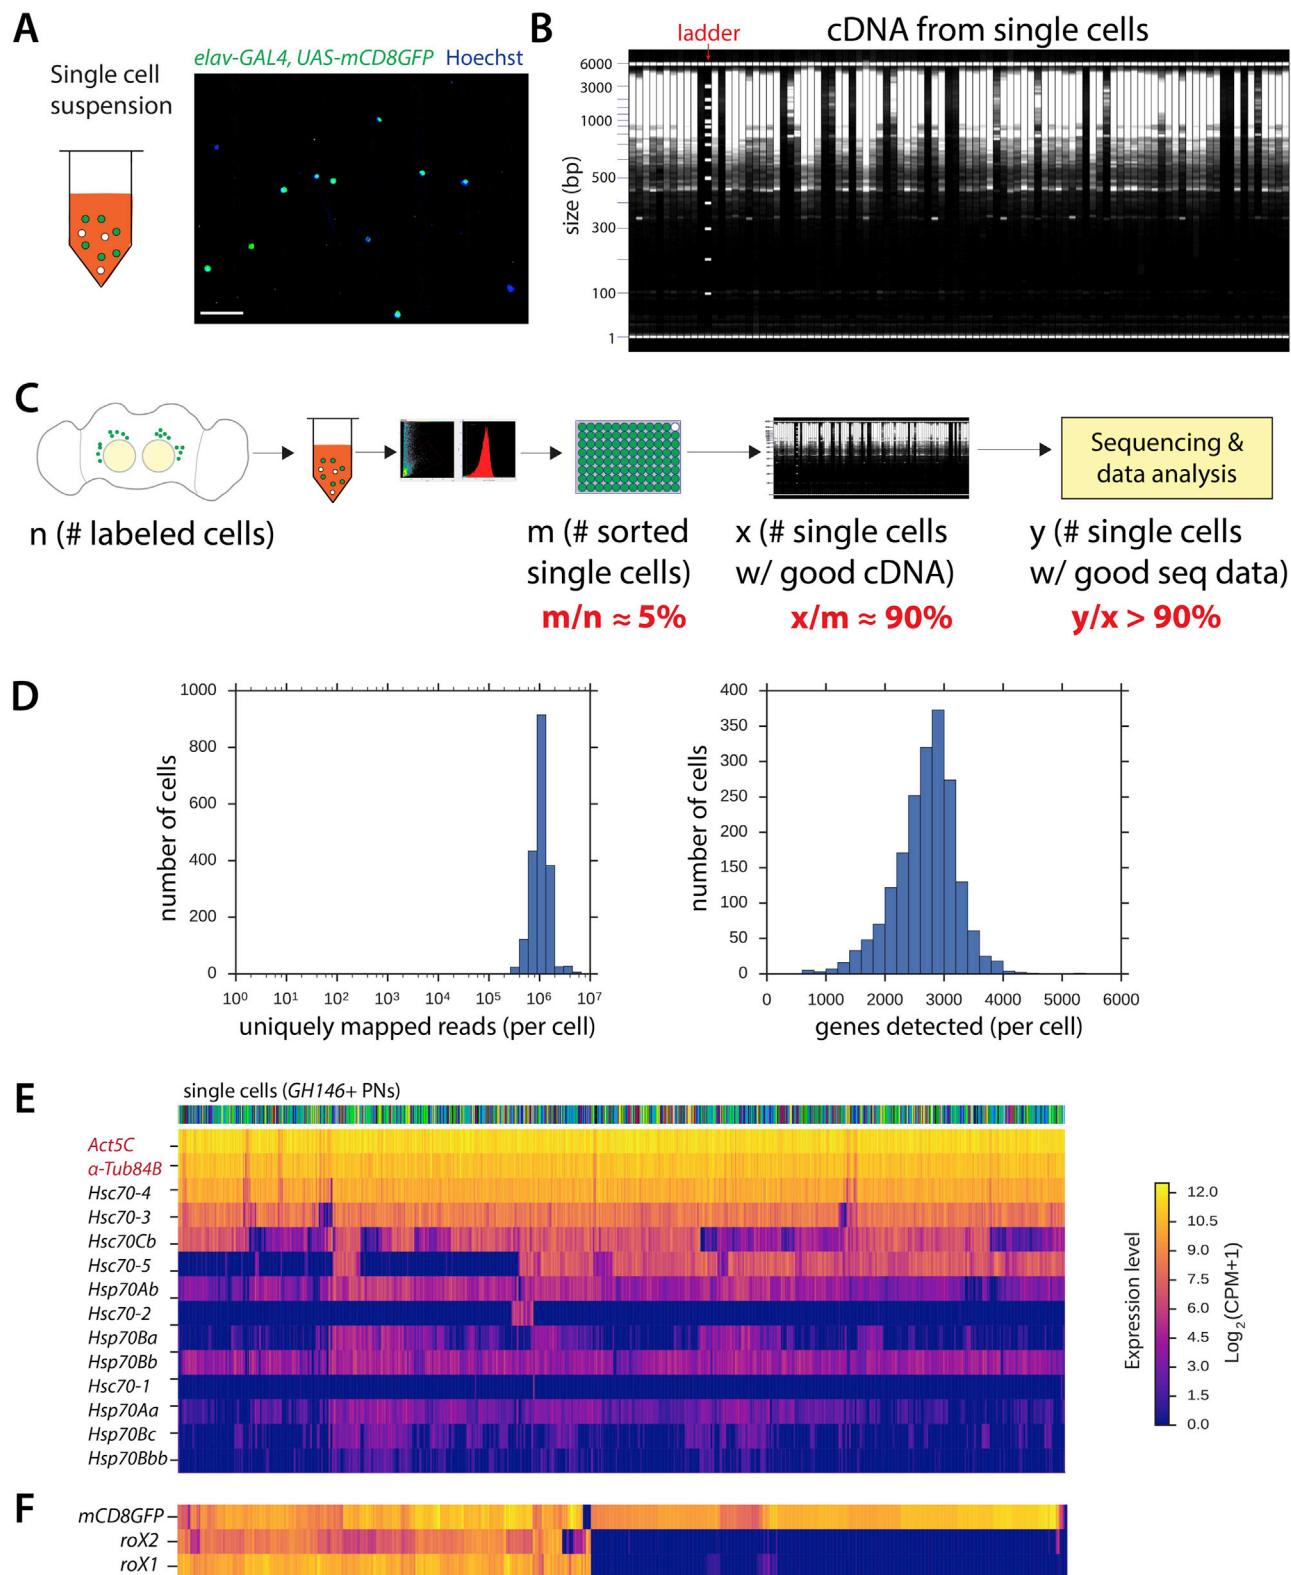 A
Single cell
suspension
elav-GAL4, UAS-mCD8GFP Hoechst
B
cDNA from single cells
ladder
size (bp)
6000
3000
1000
500
300
100
1
C
n (# labeled cells)
m (# sorted
single cells)
m/n ≈ 5%
x (# single cells
w/ good cDNA)
x/m ≈ 90%
Sequencing &
data analysis
y (# single cells
w/ good seq data)
y/x > 90%
D
number of cells
1000
800
600
400
200
0
10⁰ 10¹ 10² 10³ 10⁴ 10⁵ 10⁶ 10⁷
uniquely mapped reads (per cell)
number of cells
400
350
300
250
200
150
100
50
0
0 1000 2000 3000 4000 5000 6000
genes detected (per cell)
E
single cells (GH146+ PNs)
Act5C
α-Tub84B
Hsc70-4
Hsc70-3
Hsc70Cb
Hsc70-5
Hsp70Ab
Hsc70-2
Hsp70Ba
Hsp70Bb
Hsc70-1
Hsp70Aa
Hsp70Bc
Hsp70Bbb
Expression level
Log₂(CPM+1)
12.0
10.5
9.0
7.5
6.0
4.5
3.0
1.5
0.0
F
mCD8GFP
roX2
roX1